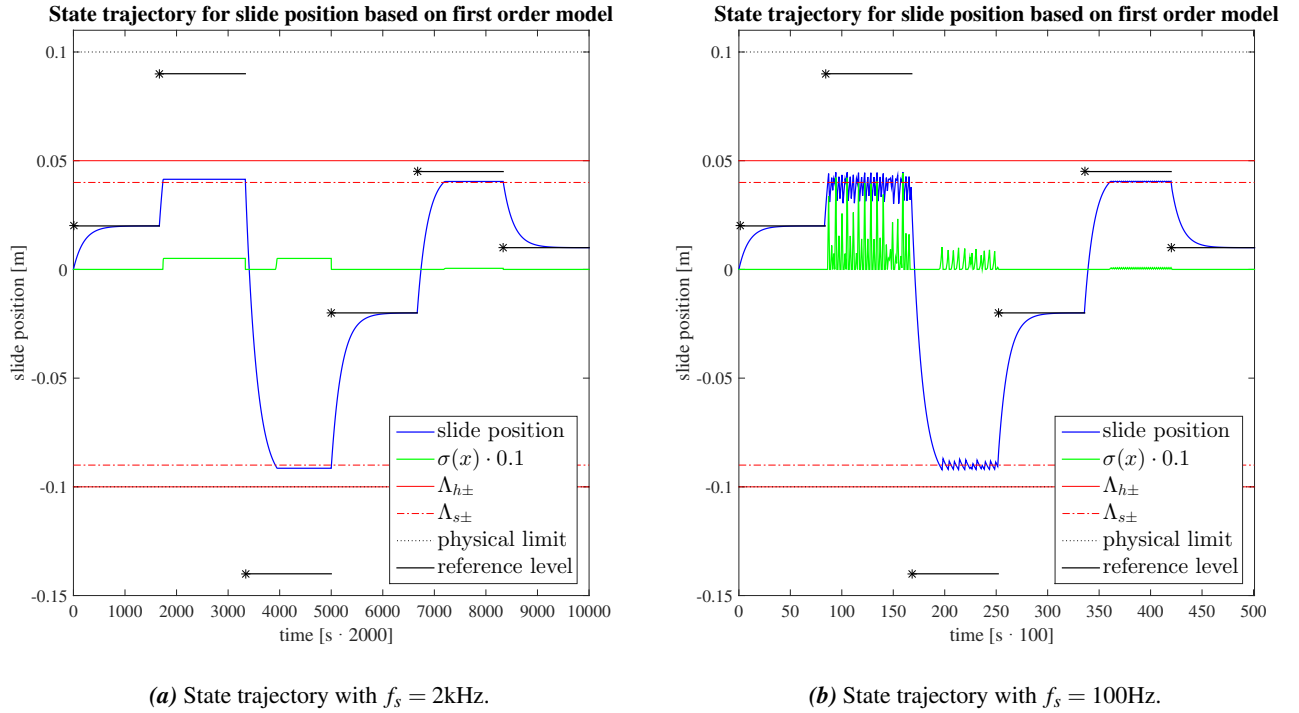 State trajectory for slide position based on first order model
0.1
0.05
0
-0.05
-0.1
-0.15
slide position [m]
0 1000 2000 3000 4000 5000 6000 7000 8000 9000 10000
time [s · 2000]
slide position
σ(x) · 0.1
Λh±
Λs±
physical limit
reference level
(a) State trajectory with fs = 2kHz.
State trajectory for slide position based on first order model
0.1
0.05
0
-0.05
-0.1
-0.15
slide position [m]
0 50 100 150 200 250 300 350 400 450 500
time [s · 100]
slide position
σ(x) · 0.1
Λh±
Λs±
physical limit
reference level
(b) State trajectory with fs = 100Hz.